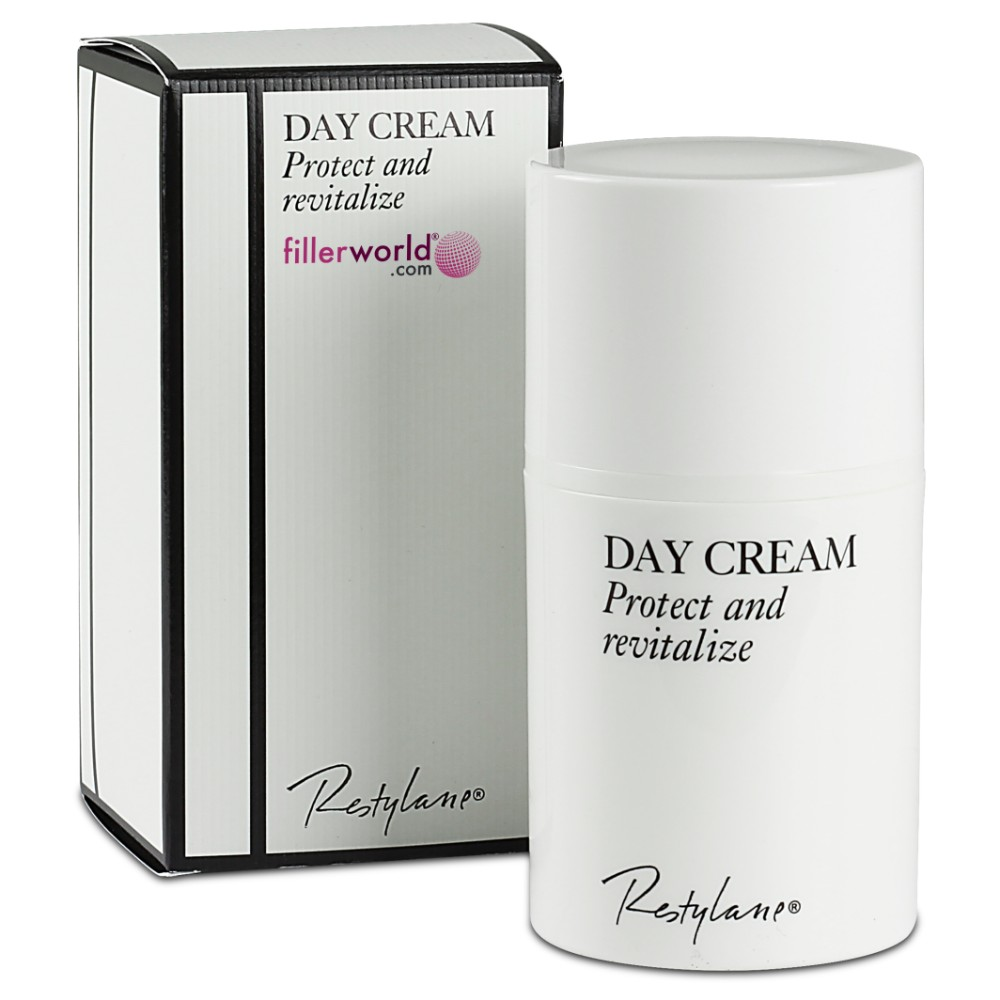 DAY CREAM
Protect and
revitalize
fillerworld®
.com
Restylane®
DAY CREAM
Protect and
revitalize
Restylane®